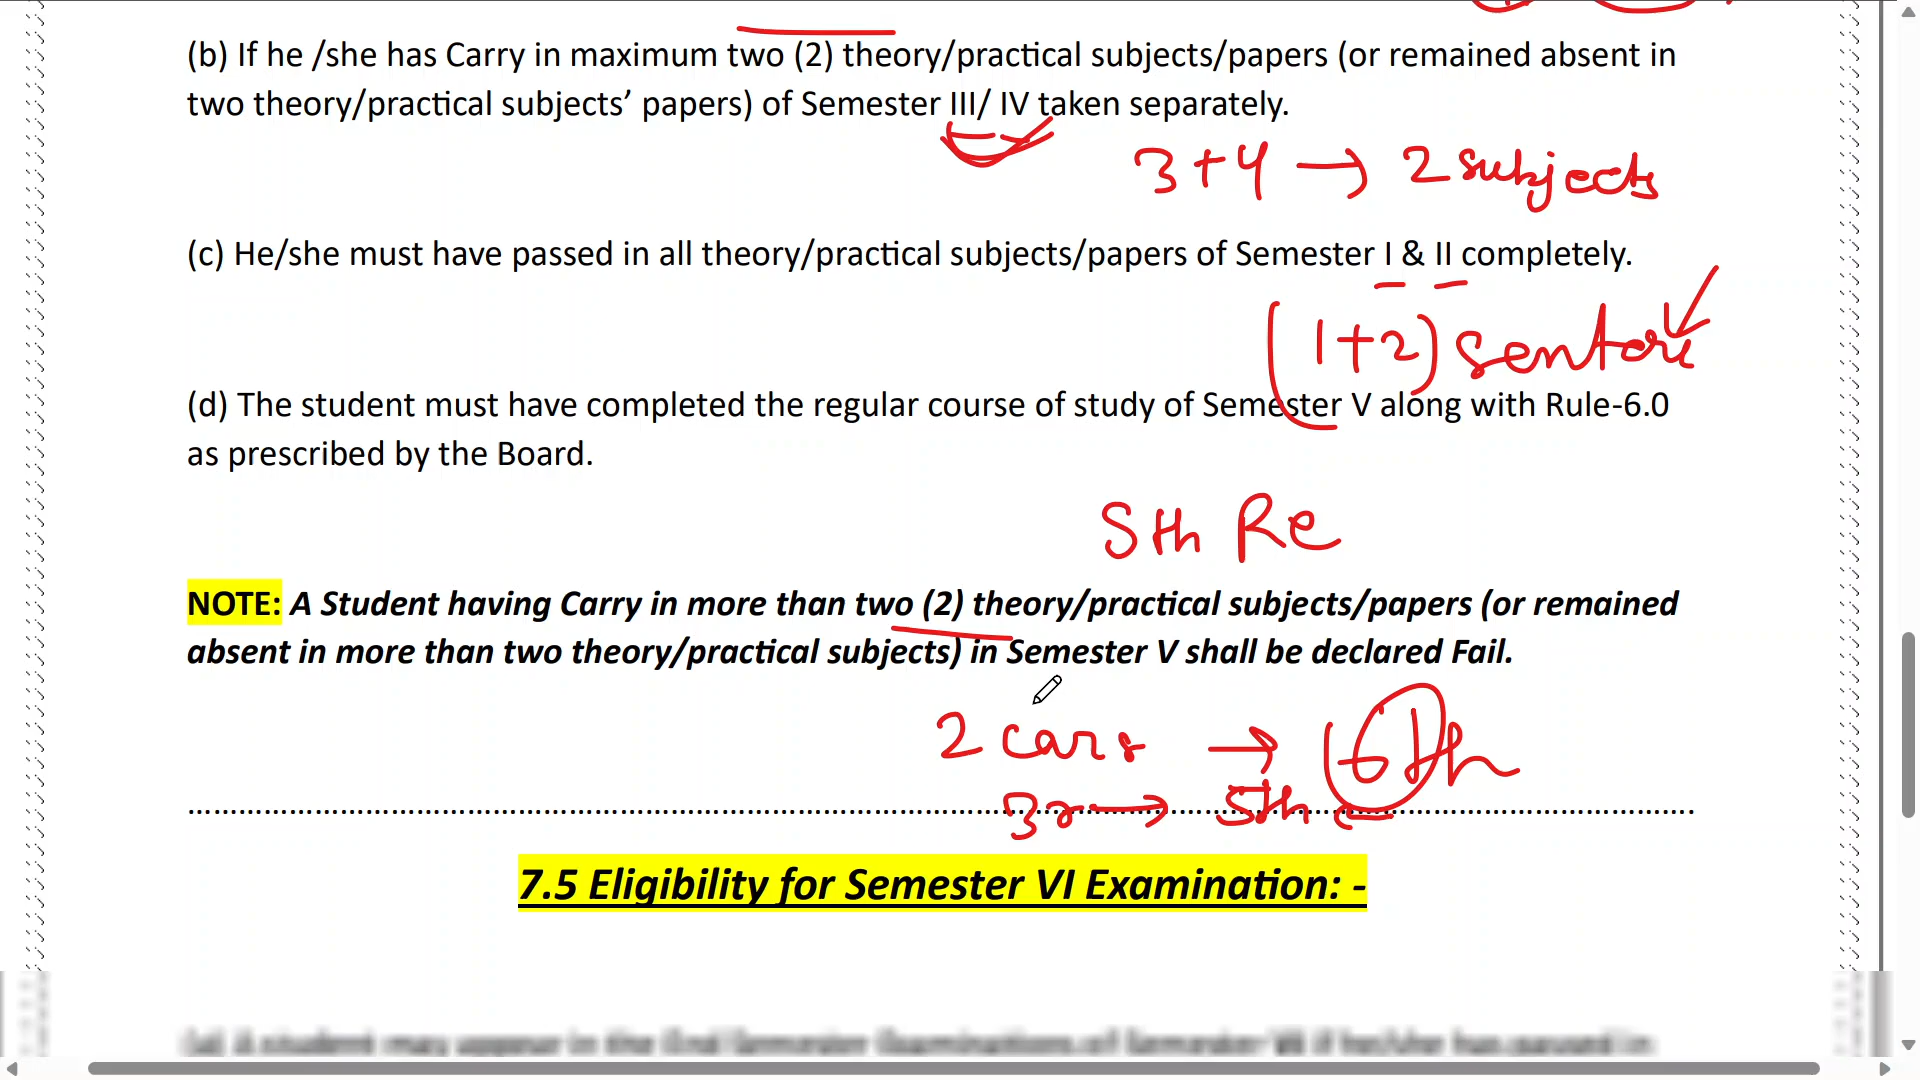 (b) If he /she has Carry in maximum two (2) theory/practical subjects/papers (or remained absent in
two theory/practical subjects’ papers) of Semester III/ IV taken separately.
3+4 → 2 subjects
(c) He/she must have passed in all theory/practical subjects/papers of Semester I & II completely.
(1+2)
(d) The student must have completed the regular course of study of Semester V along with Rule-6.0
as prescribed by the Board.
5th Re
NOTE: A Student having Carry in more than two (2) theory/practical subjects/papers (or remained
absent in more than two theory/practical subjects) in Semester V shall be declared Fail.
2 → 6th
→ 5th
7.5 Eligibility for Semester VI Examination: -